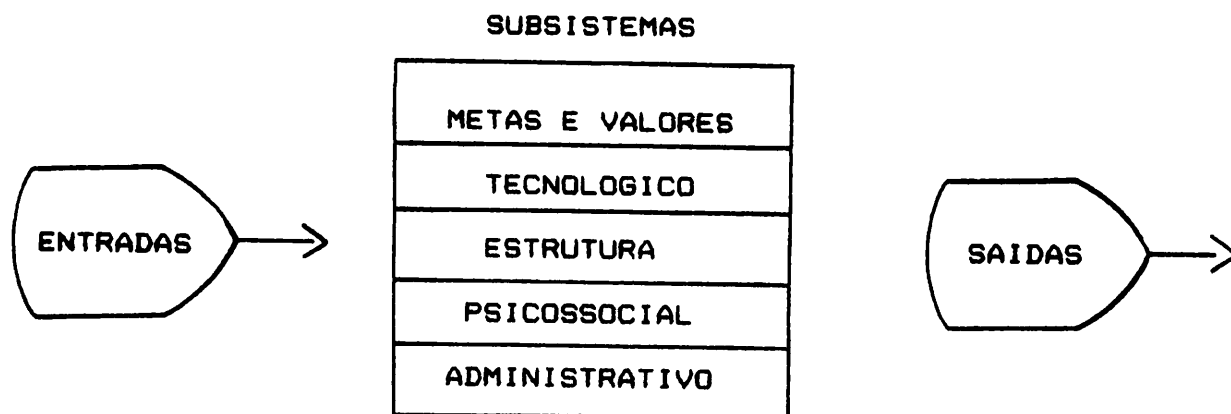 SUBSISTEMAS
METAS E VALORES
TECNOLOGICO
ENTRADAS
ESTRUTURA
SAIDAS
PSICOSSOCIAL
ADMINISTRATIVO